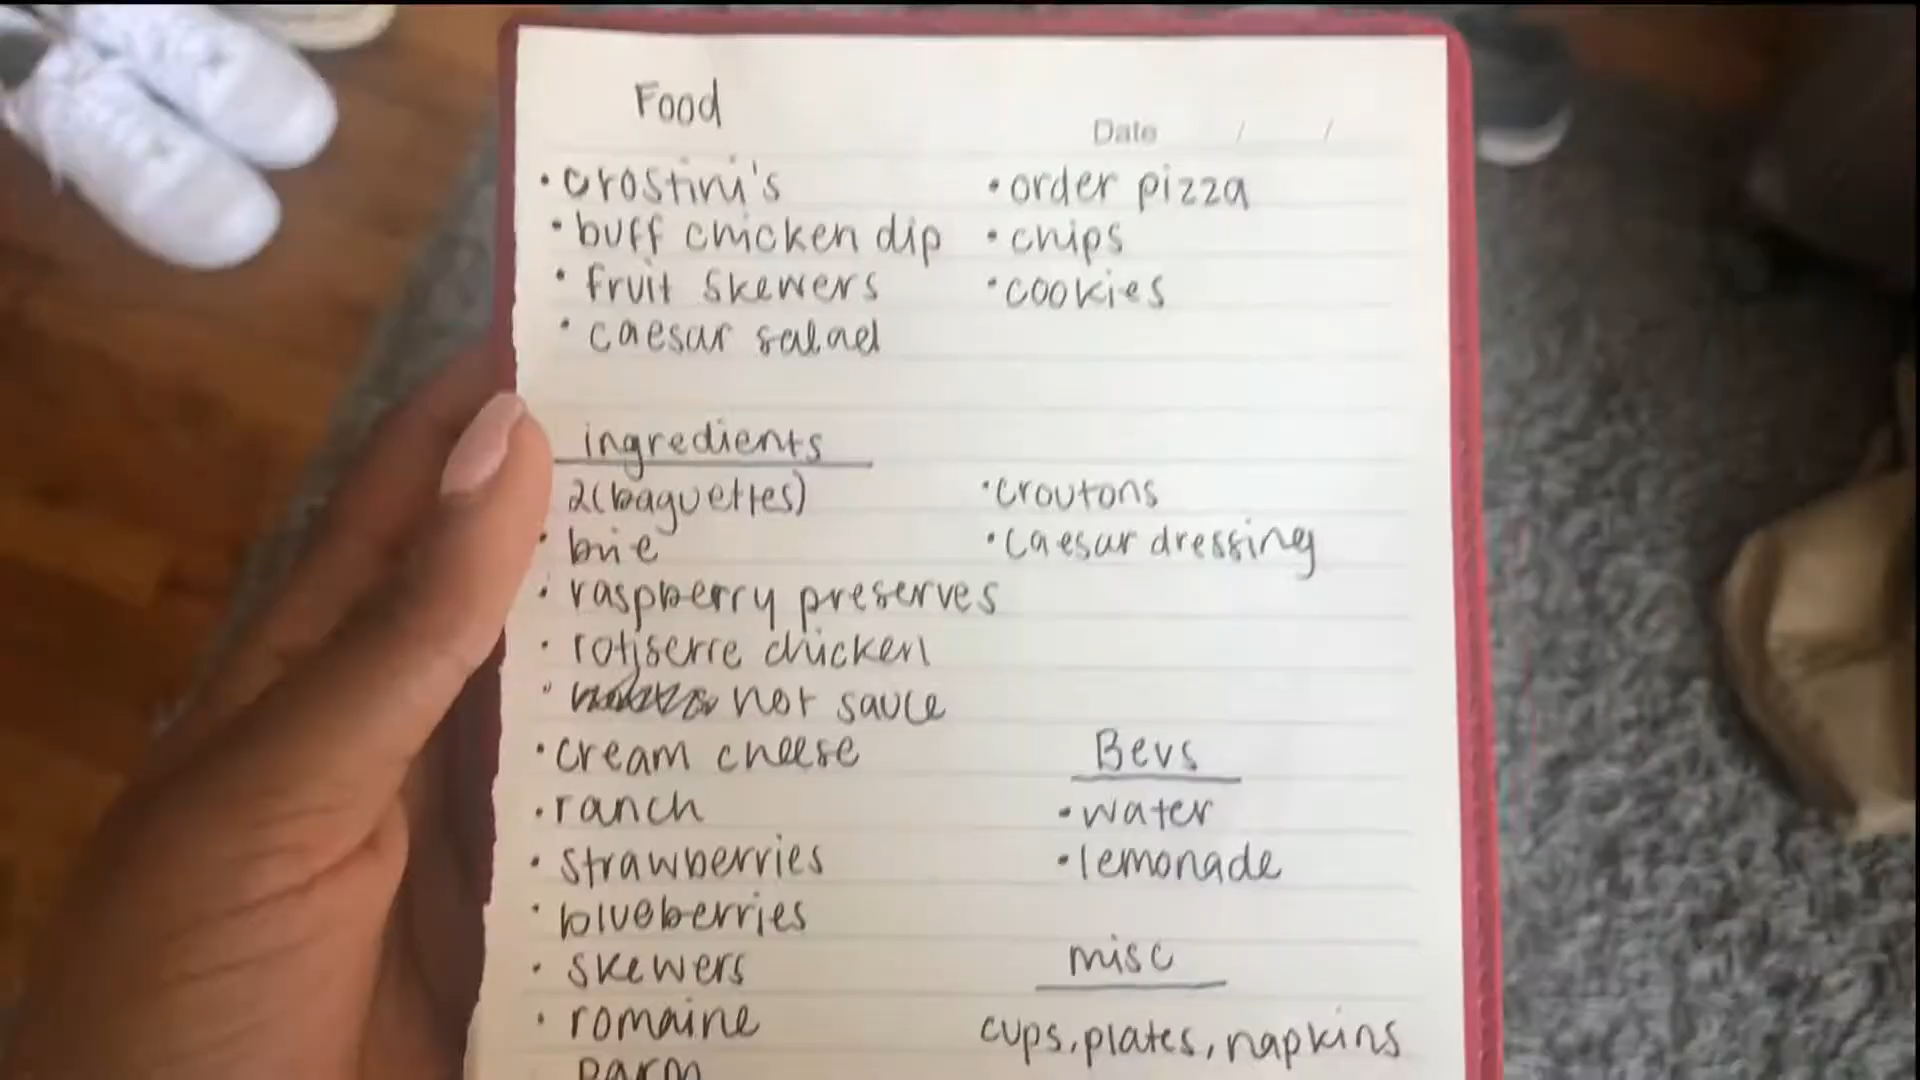 Food
Date / /
• crostini's
• buff chicken dip
• fruit skewers
• caesar salad
• order pizza
• chips
• cookies
ingredients
2(baguettes)
• brie
• raspberry preserves
• rotiserre chicken
• hot sauce
• cream cheese
• ranch
• strawberries
• blueberries
• skewers
• romaine
parm
• croutons
• caesar dressing
Bevs
• water
• lemonade
misc
cups, plates, napkins